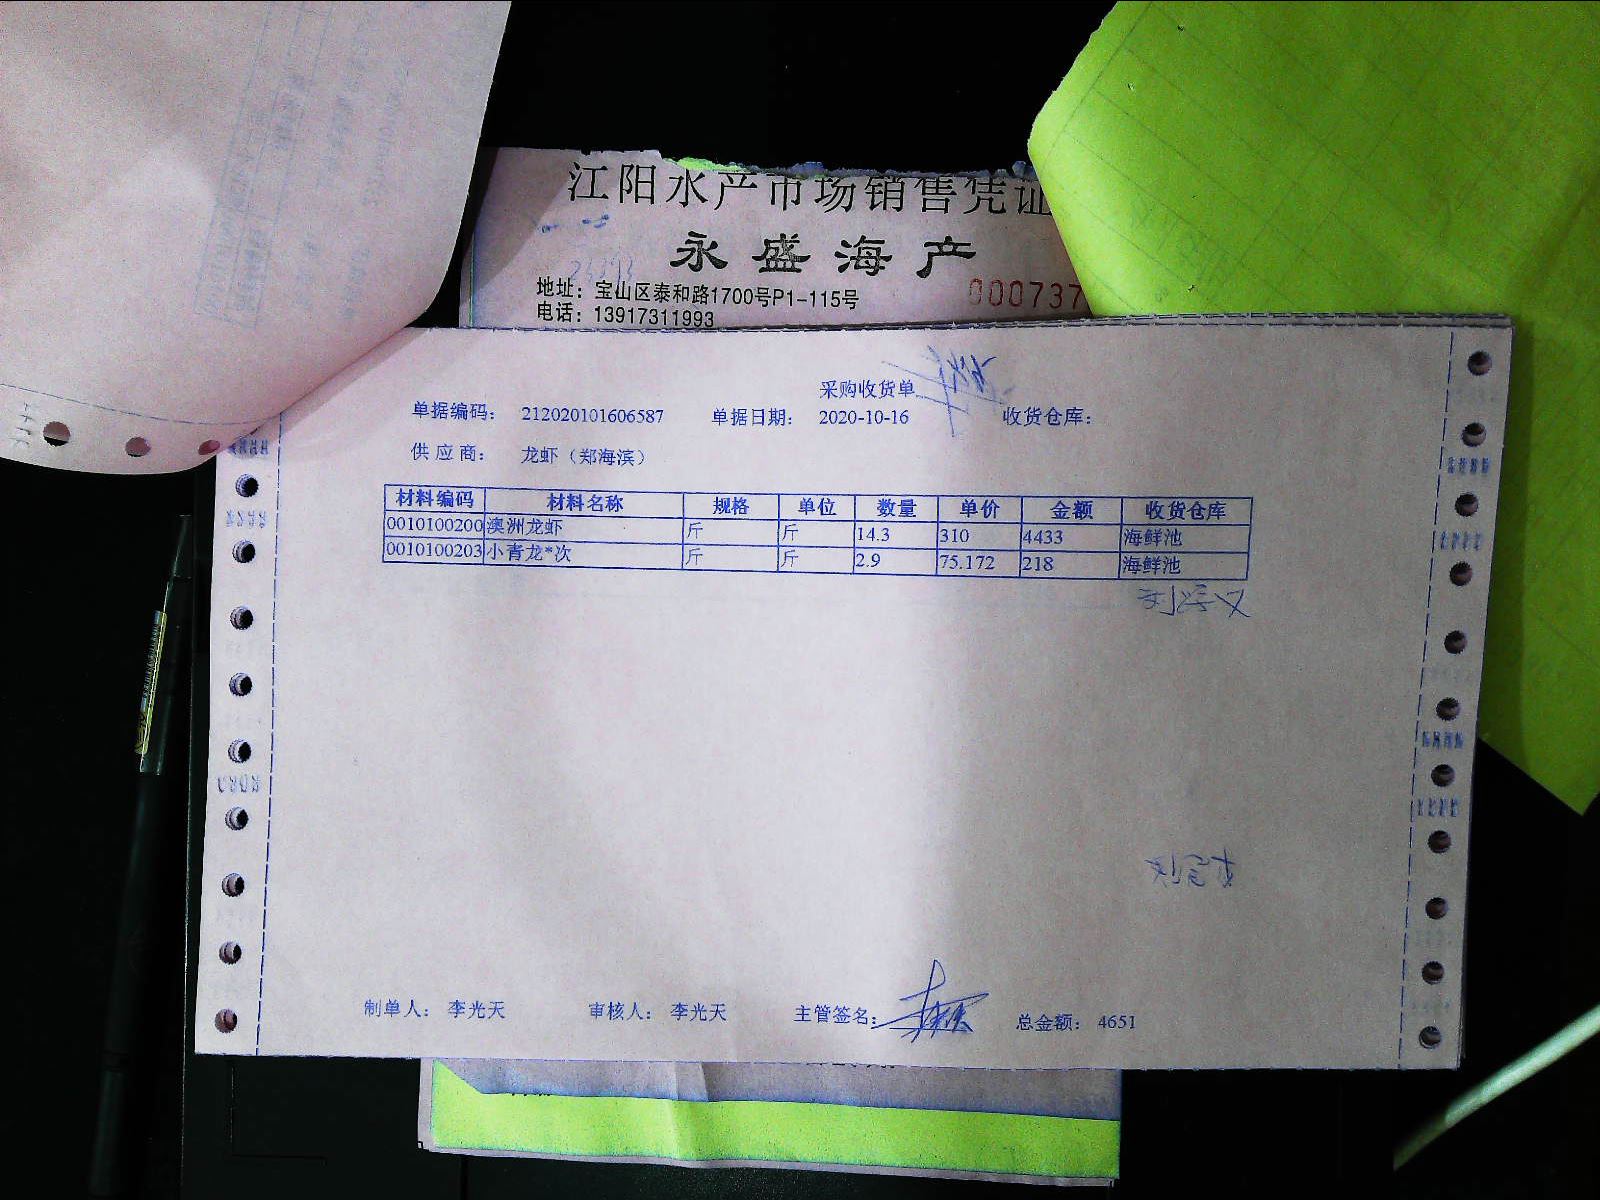 江阳水产市场销售凭证
永盛海产
地址：宝山区泰和路1700号P1-115号
000737
电话：13917311993
采购收货单
单据编码： 212020101606587 单据日期： 2020-10-16 收货仓库：
供应商： 龙虾（郑海滨）
材料编码 材料名称 规格 单位 数量 单价 金额 收货仓库
0010100200 澳洲龙虾 斤 斤 14.3 310 4433 海鲜池
0010100203 小青龙*次 斤 斤 2.9 75.172 218 海鲜池
制单人： 李光天 审核人： 李光天 主管签名： 总金额： 4651